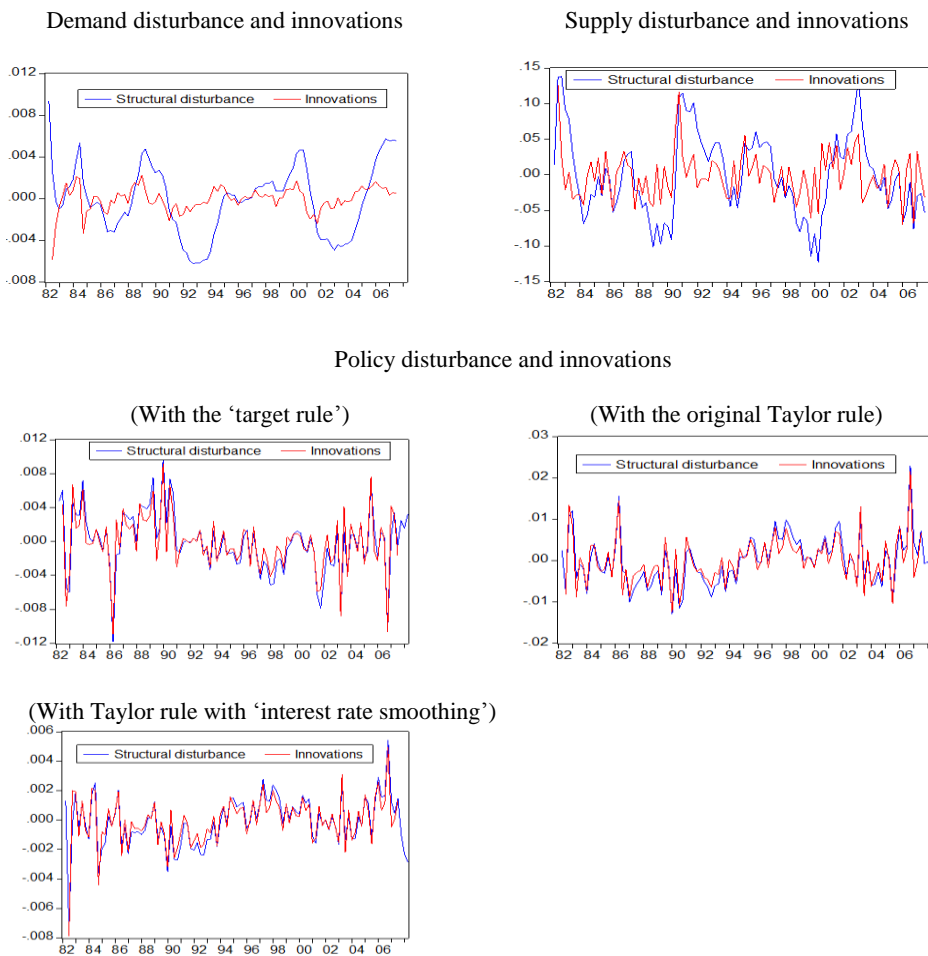 Demand disturbance and innovations
Supply disturbance and innovations
.012
.008
.004
.000
-.004
-.008
Structural disturbance
Innovations
82 84 86 88 90 92 94 96 98 00 02 04 06
.15
.10
.05
.00
-.05
-.10
-.15
Structural disturbance
Innovations
82 84 86 88 90 92 94 96 98 00 02 04 06
Policy disturbance and innovations
(With the ‘target rule’)
(With the original Taylor rule)
.012
.008
.004
.000
-.004
-.008
-.012
Structural disturbance
Innovations
82 84 86 88 90 92 94 96 98 00 02 04 06
.03
.02
.01
.00
-.01
-.02
Structural disturbance
Innovations
82 84 86 88 90 92 94 96 98 00 02 04 06
(With Taylor rule with ‘interest rate smoothing’)
.006
.004
.002
.000
-.002
-.004
-.006
-.008
Structural disturbance
Innovations
82 84 86 88 90 92 94 96 98 00 02 04 06